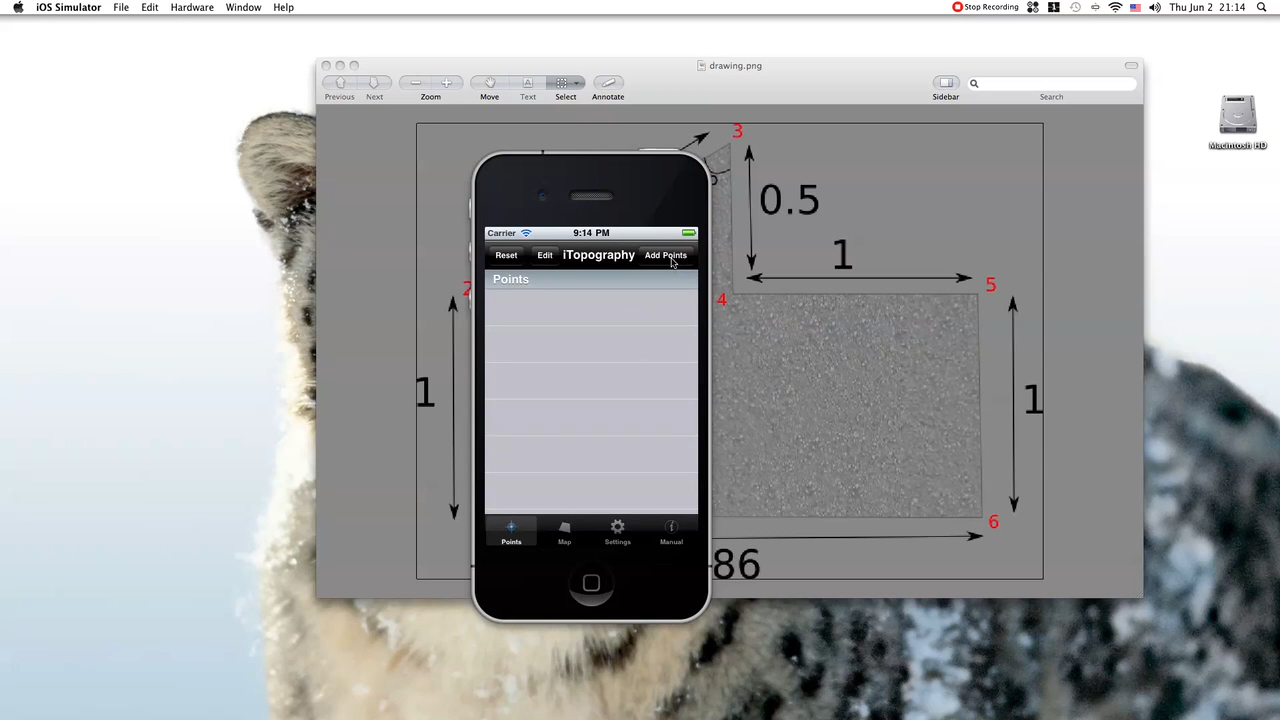 iOS Simulator File Edit Hardware Window Help Stop Recording 1 Thu Jun 2 21:14
drawing.png
Previous Next Zoom Move Text Select Annotate Sidebar Search
Macintosh HD
3
0.5
1
5
4
1
1
6
86
Carrier 9:14 PM
Reset Edit iTopography Add Points
Points
Points Map Settings Manual